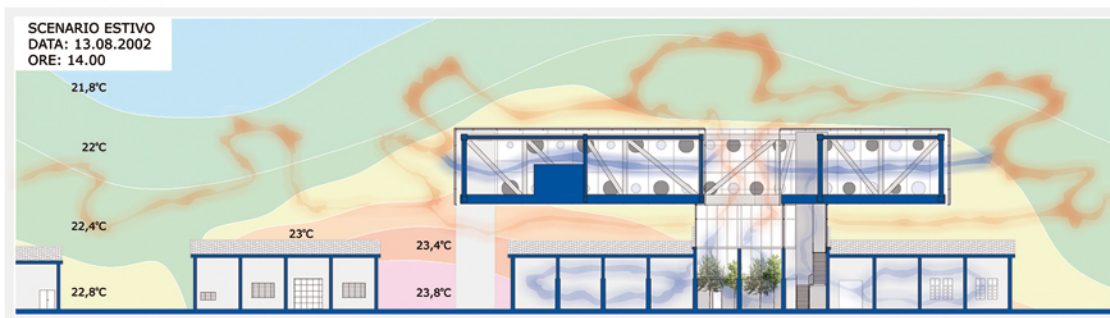 SCENARIO ESTIVO
DATA: 13.08.2002
ORE: 14.00
21,8°C
22°C
22,4°C
23°C
23,4°C
22,8°C
23,8°C